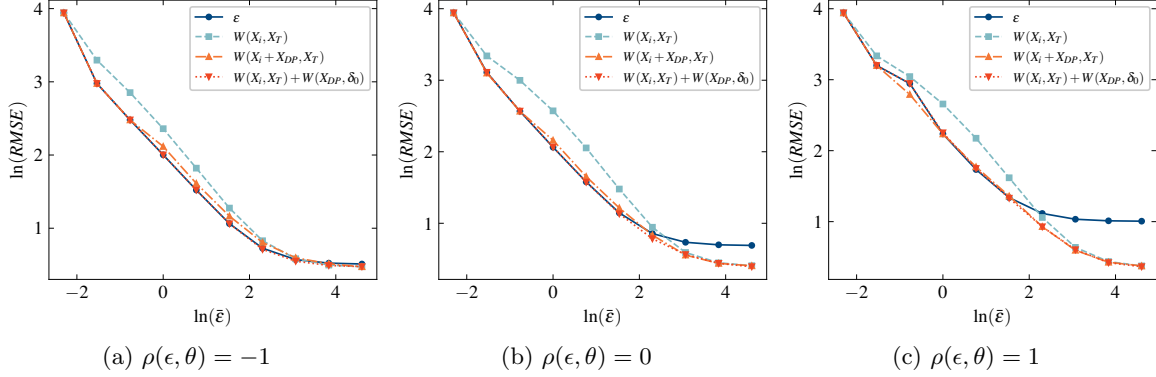 4
3
2
1
ln(RMSE)
−2
0
2
4
ln(ε̄)
ε
W(X_i, X_T)
W(X_i + X_DP, X_T)
W(X_i, X_T) + W(X_DP, δ_0)
(a) ρ(ϵ, θ) = −1
4
3
2
1
ln(RMSE)
−2
0
2
4
ln(ε̄)
ε
W(X_i, X_T)
W(X_i + X_DP, X_T)
W(X_i, X_T) + W(X_DP, δ_0)
(b) ρ(ϵ, θ) = 0
4
3
2
1
ln(RMSE)
−2
0
2
4
ln(ε̄)
ε
W(X_i, X_T)
W(X_i + X_DP, X_T)
W(X_i, X_T) + W(X_DP, δ_0)
(c) ρ(ϵ, θ) = 1